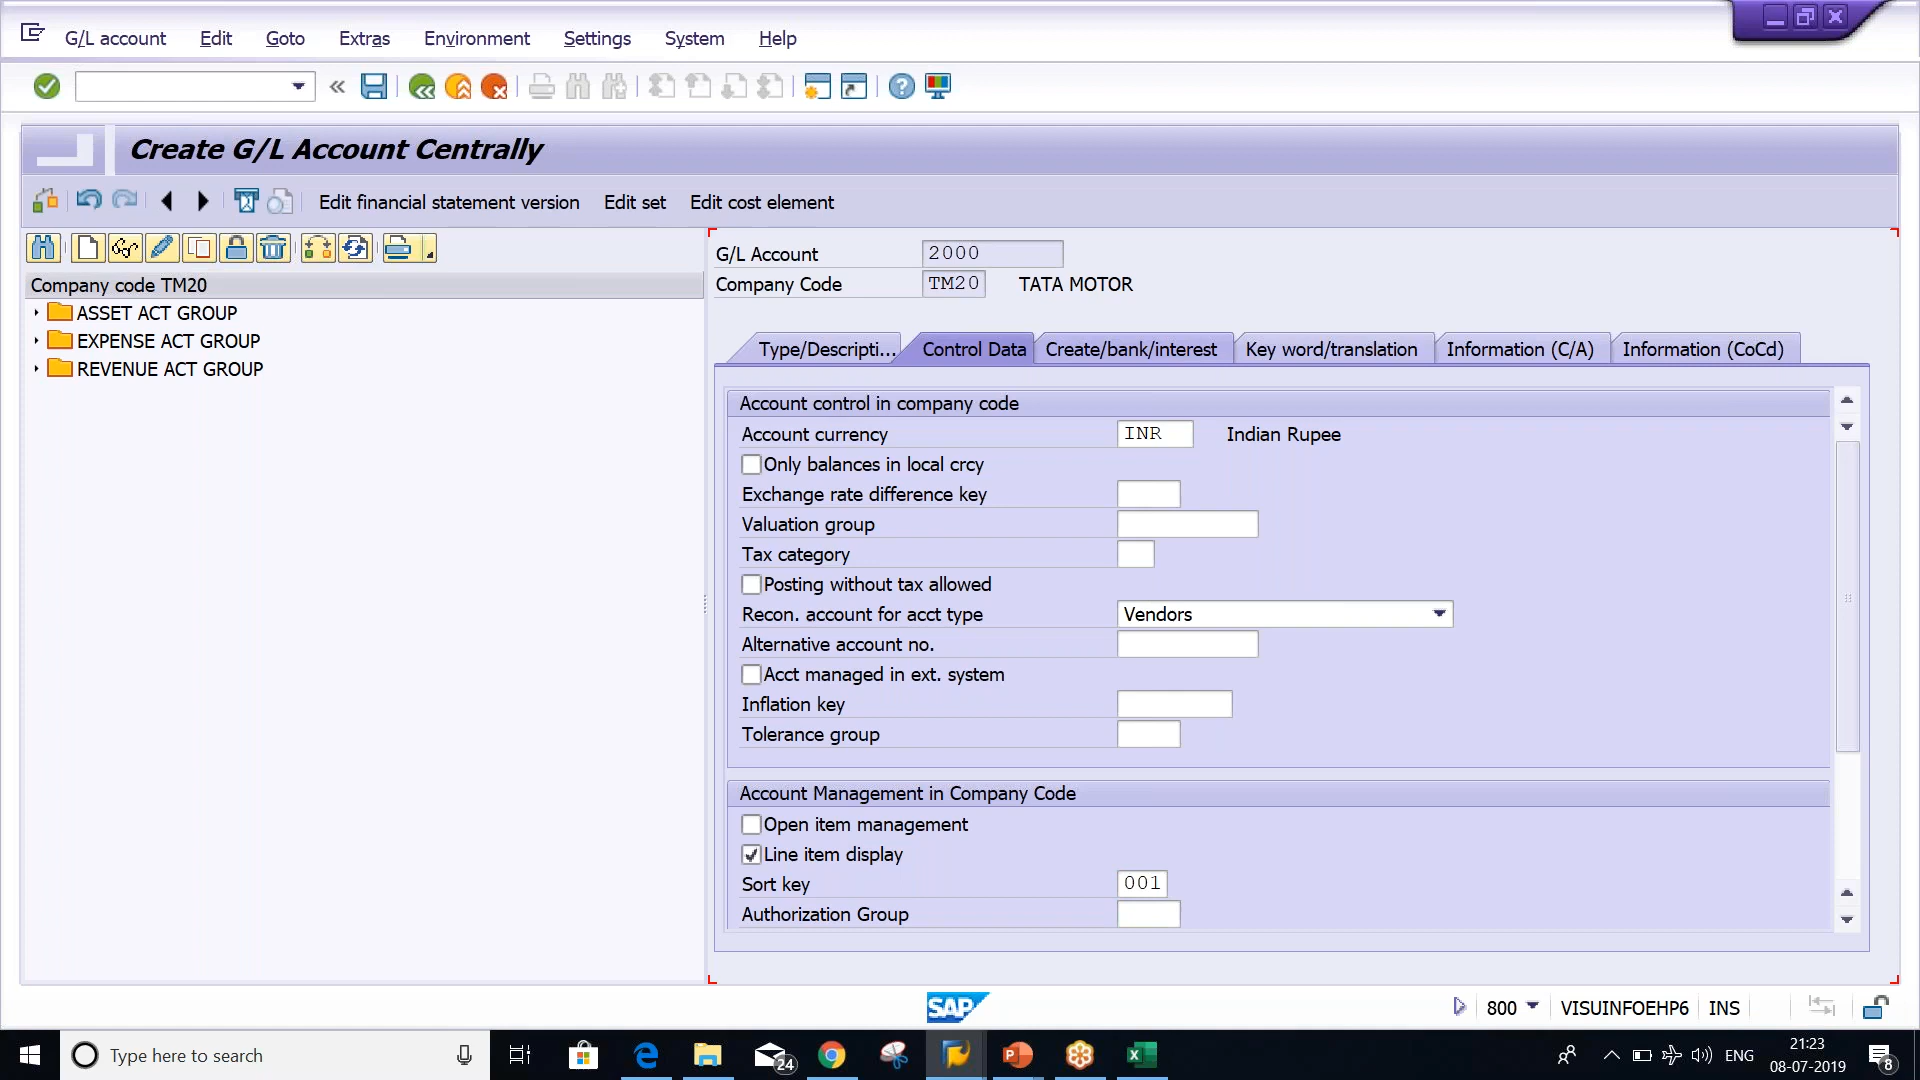 G/L account Edit Goto Extras Environment Settings System Help
Create G/L Account Centrally
Edit financial statement version Edit set Edit cost element
Company code TM20
ASSET ACT GROUP
EXPENSE ACT GROUP
REVENUE ACT GROUP
G/L Account 2000
Company Code TM20 TATA MOTOR
Type/Descripti... Control Data Create/bank/interest Key word/translation Information (C/A) Information (CoCd)
Account control in company code
Account currency INR Indian Rupee
Only balances in local crcy
Exchange rate difference key
Valuation group
Tax category
Posting without tax allowed
Recon. account for acct type Vendors
Alternative account no.
Acct managed in ext. system
Inflation key
Tolerance group
Account Management in Company Code
Open item management
Line item display
Sort key 001
Authorization Group
SAP
800 VISUINFOEHP6 INS
Type here to search
24
ENG
21:23
08-07-2019
8